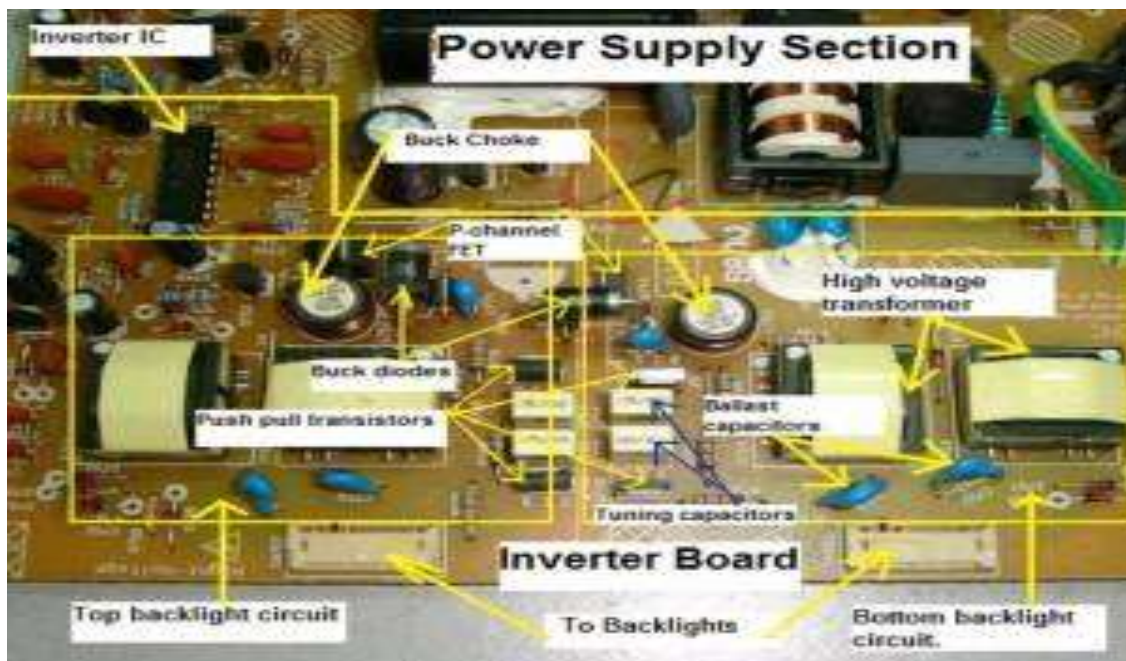 Inverter IC
Power Supply Section
Buck Choke
P-channel
FET
High voltage
transformer
Buck diodes
Push pull transistors
Ballast
capacitors
Tuning capacitors
Inverter Board
Top backlight circuit
To Backlights
Bottom backlight
circuit.